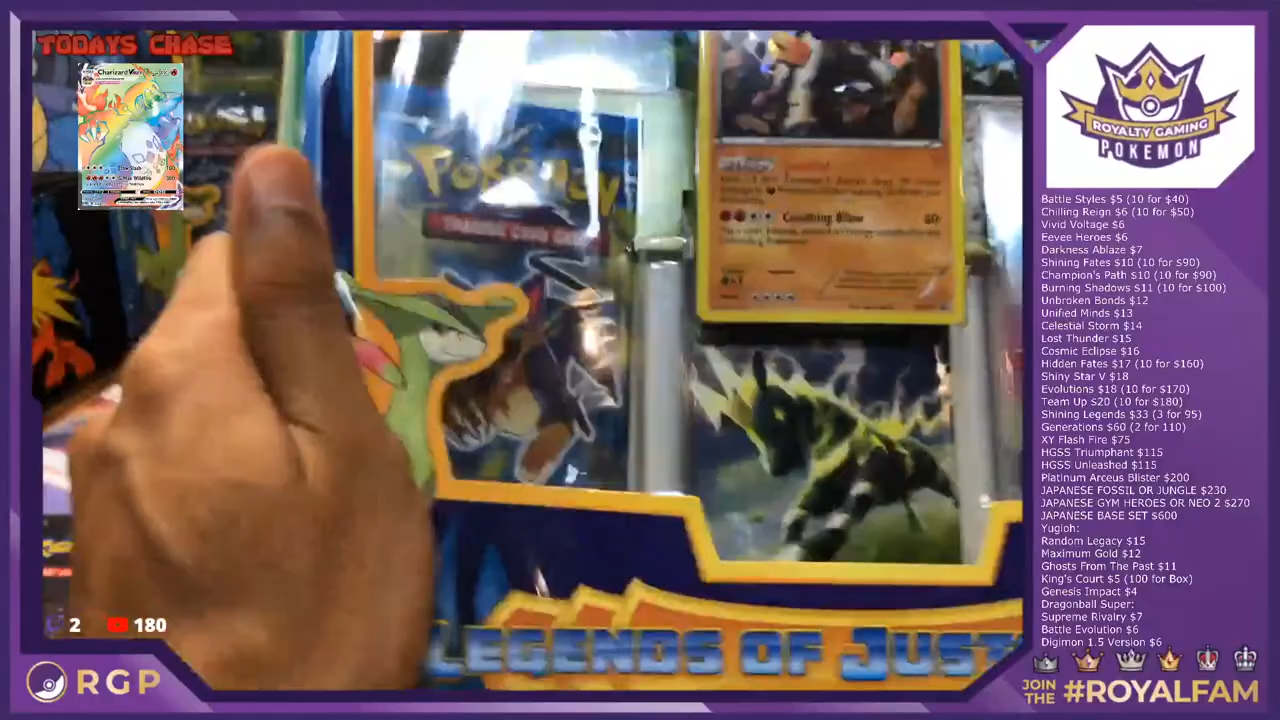 TODAYS CHASE
Charizard
POKÉMON
TRADING CARD GAME
LEGENDS OF JUST
2
180
RGP
ROYALTY GAMING
POKEMON
Battle Styles $5 (10 for $40)
Chilling Reign $6 (10 for $50)
Vivid Voltage $6
Eevee Heroes $6
Darkness Ablaze $7
Shining Fates $10 (10 for $90)
Champion's Path $10 (10 for $90)
Burning Shadows $11 (10 for $100)
Unbroken Bonds $12
Unified Minds $13
Celestial Storm $14
Lost Thunder $15
Cosmic Eclipse $16
Hidden Fates $17 (10 for $160)
Shiny Star V $18
Evolutions $18 (10 for $170)
Team Up $20 (10 for $180)
Shining Legends $33 (3 for 95)
Generations $60 (2 for 110)
XY Flash Fire $75
HGSS Triumphant $115
HGSS Unleashed $115
Platinum Arceus Blister $200
JAPANESE FOSSIL OR JUNGLE $230
JAPANESE GYM HEROES OR NEO 2 $270
JAPANESE BASE SET $600
Yugioh:
Random Legacy $15
Maximum Gold $12
Ghosts From The Past $11
King's Court $5 (100 for Box)
Genesis Impact $4
Dragonball Super:
Supreme Rivalry $7
Battle Evolution $6
Digimon 1.5 Version $6
JOIN
THE
#ROYALFAM